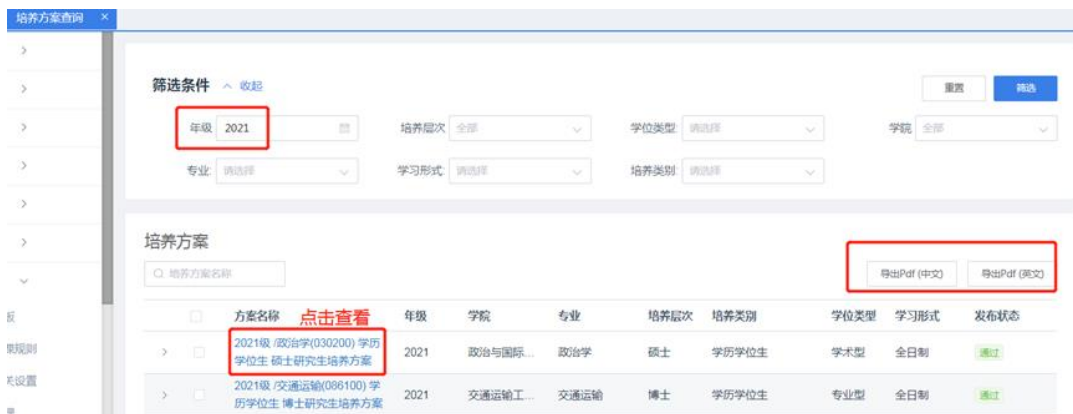 培养方案查询 ×
筛选条件 收起 重置 筛选
年级 2021 培养层次 全部 学位类型: 请选择 学院 全部
专业: 请选择 学习形式: 请选择 培养类别: 请选择
培养方案
培养方案名称 导出Pdf (中文) 导出Pdf (英文)
方案名称 点击查看 年级 学院 专业 培养层次 培养类别 学位类型 学习形式 发布状态
2021级 /政治学(030200) 学历
学位生 硕士研究生培养方案 2021 政治与国际... 政治学 硕士 学历学位生 学术型 全日制 通过
2021级 /交通运输(086100) 学
历学位生 博士研究生培养方案 2021 交通运输工... 交通运输 博士 学历学位生 专业型 全日制 通过
板
规则
关设置